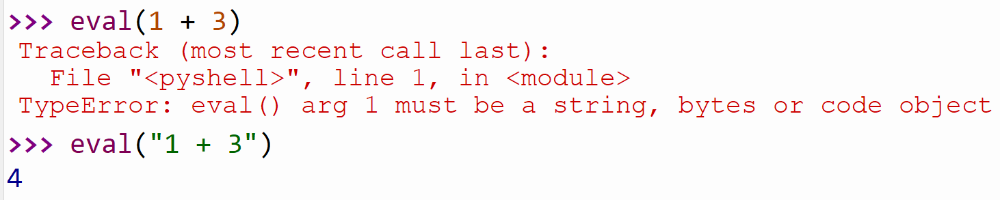 >>> eval(1 + 3)
Traceback (most recent call last):
  File "<pyshell>", line 1, in <module>
TypeError: eval() arg 1 must be a string, bytes or code object
>>> eval("1 + 3")
4